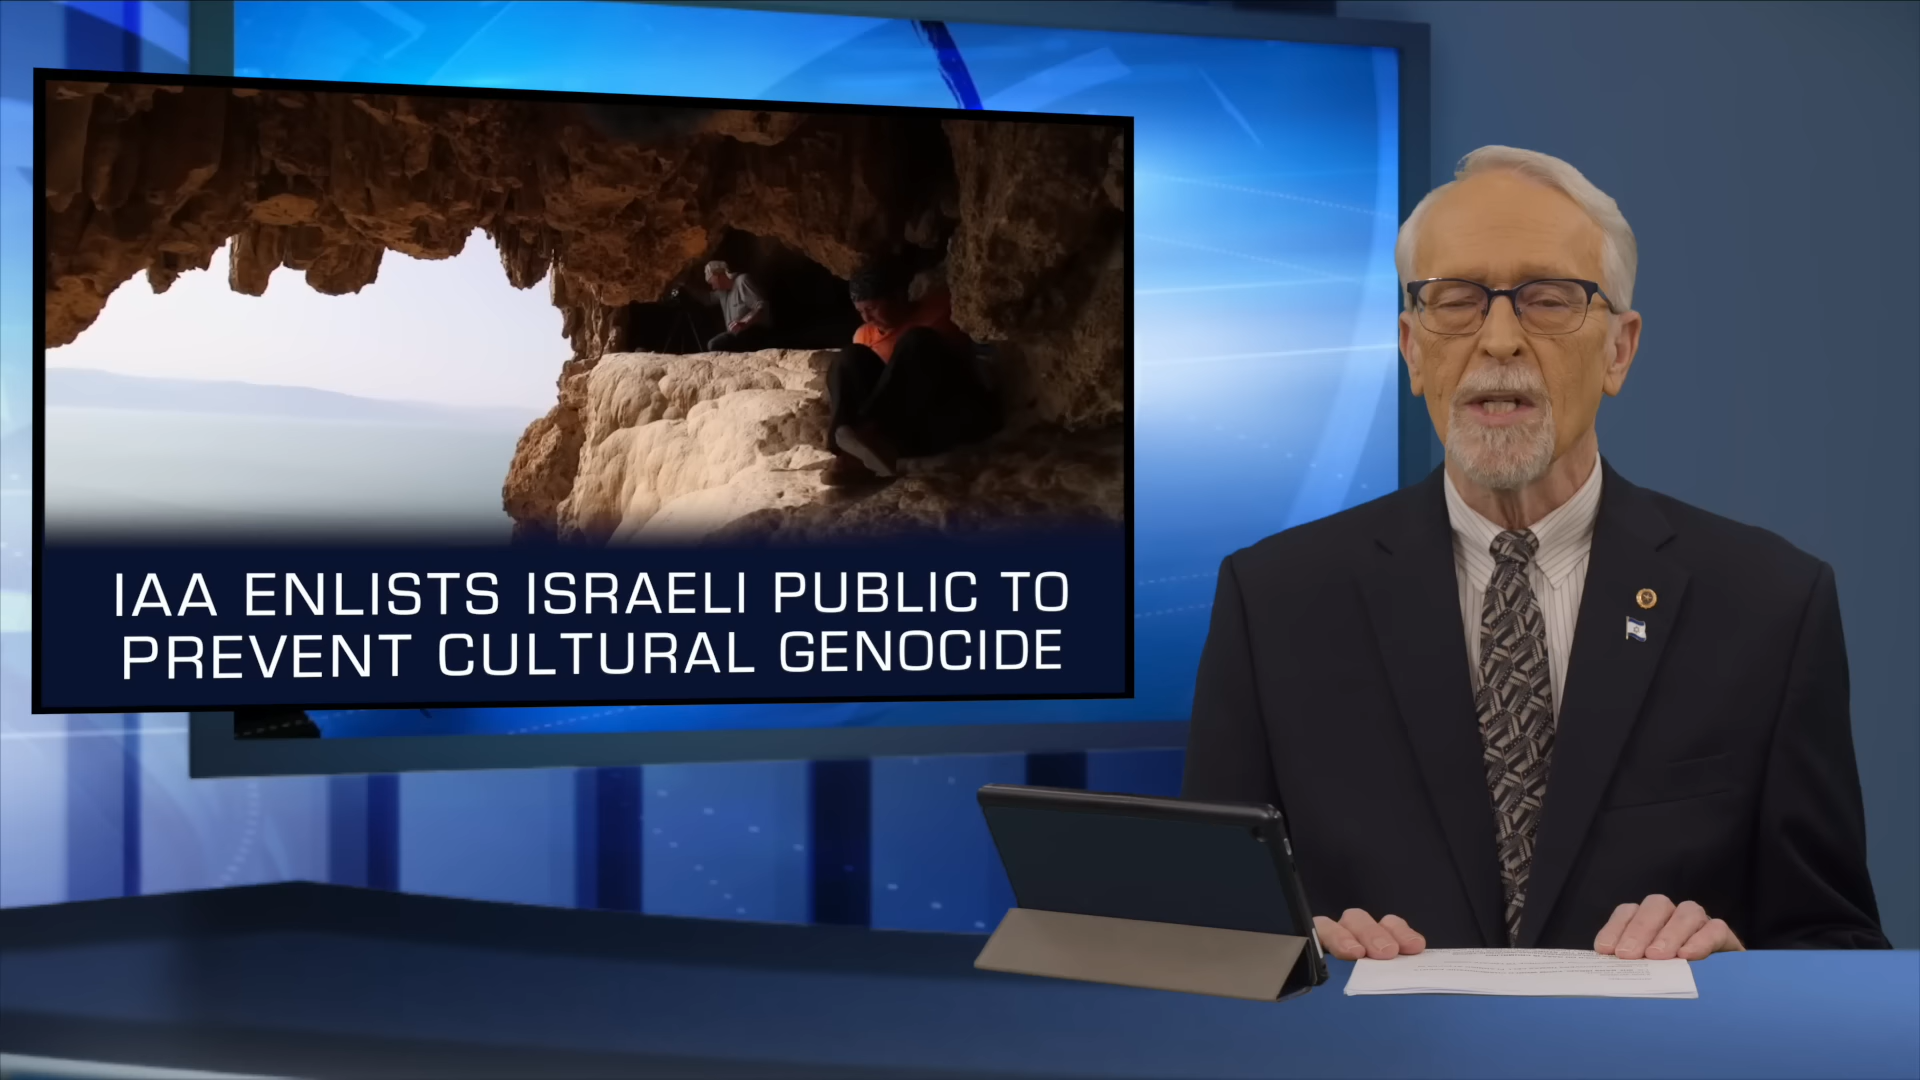 IAA ENLISTS ISRAELI PUBLIC TO
PREVENT CULTURAL GENOCIDE